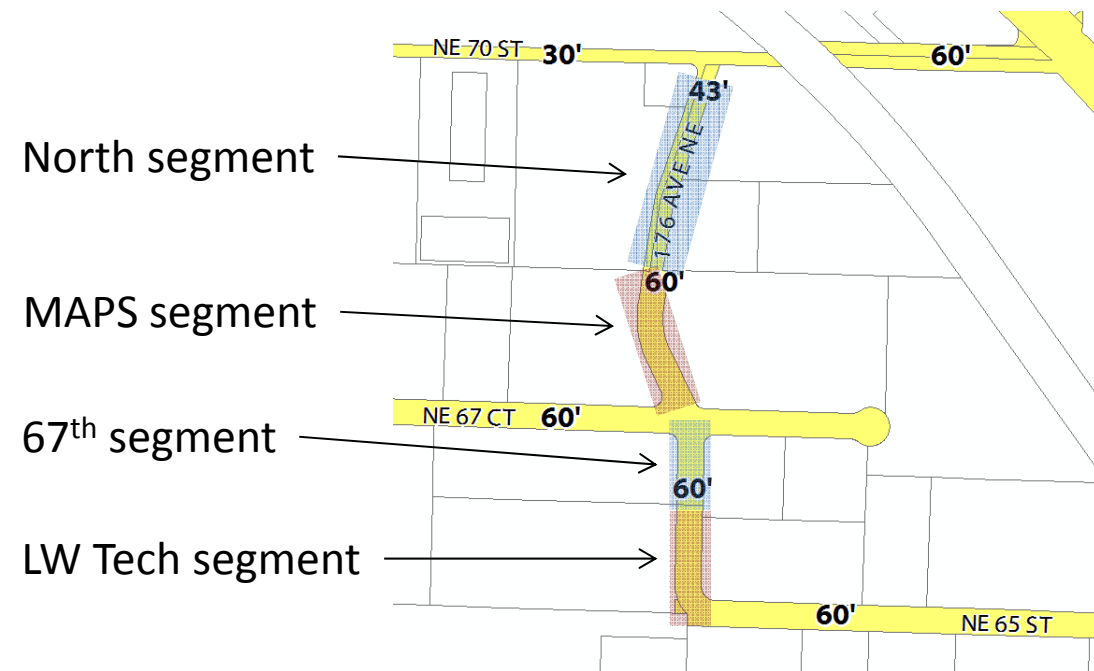 NE 70 ST 30' 60'
43'
North segment
176 AVE NE
60'
MAPS segment
NE 67 CT 60'
67th segment
60'
LW Tech segment
60' NE 65 ST